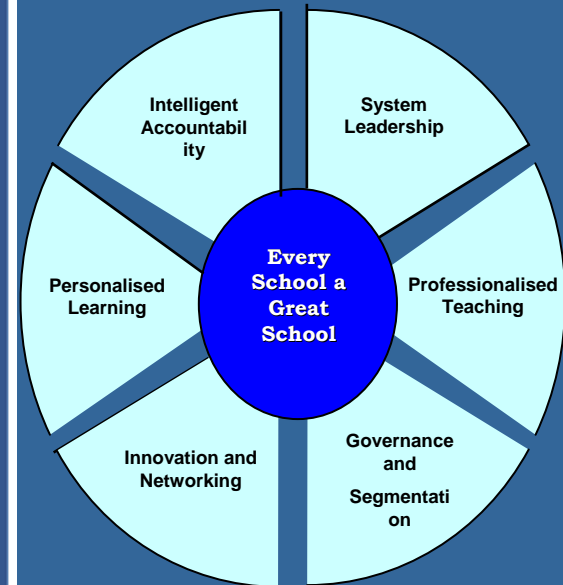 Intelligent
Accountabil
ity
System
Leadership
Personalised
Learning
Every
School a
Great
School
Professionalised
Teaching
Innovation and
Networking
Governance
and
Segmentati
on